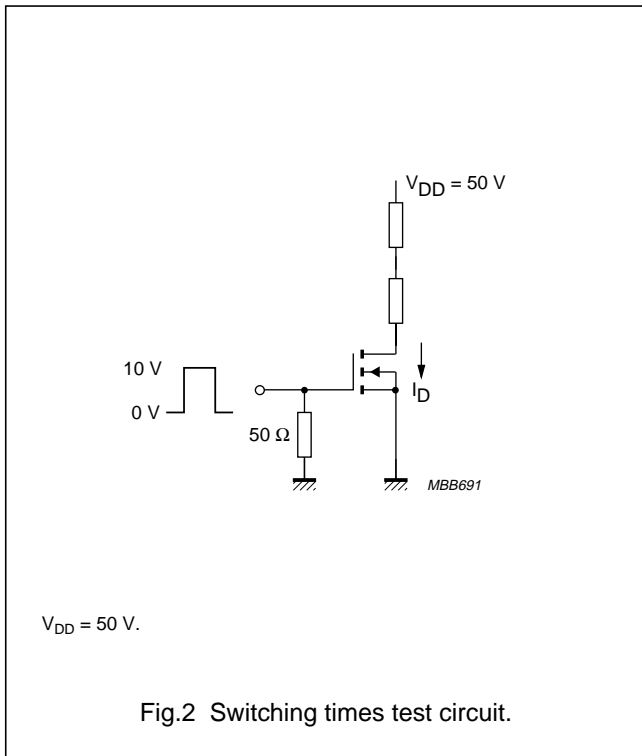 VDD = 50 V
10 V
0 V
ID
50 Ω
MBB691
VDD = 50 V.
Fig.2 Switching times test circuit.